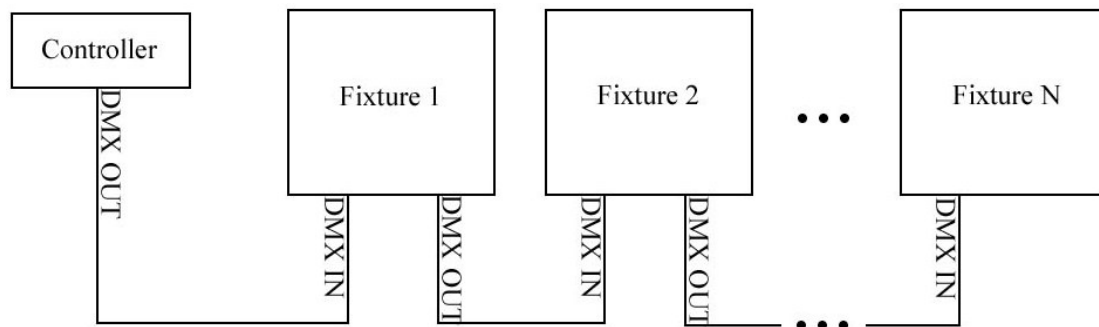 Controller
Fixture 1
Fixture 2
Fixture N
DMX OUT
DMX IN
DMX OUT
DMX IN
DMX OUT
DMX IN